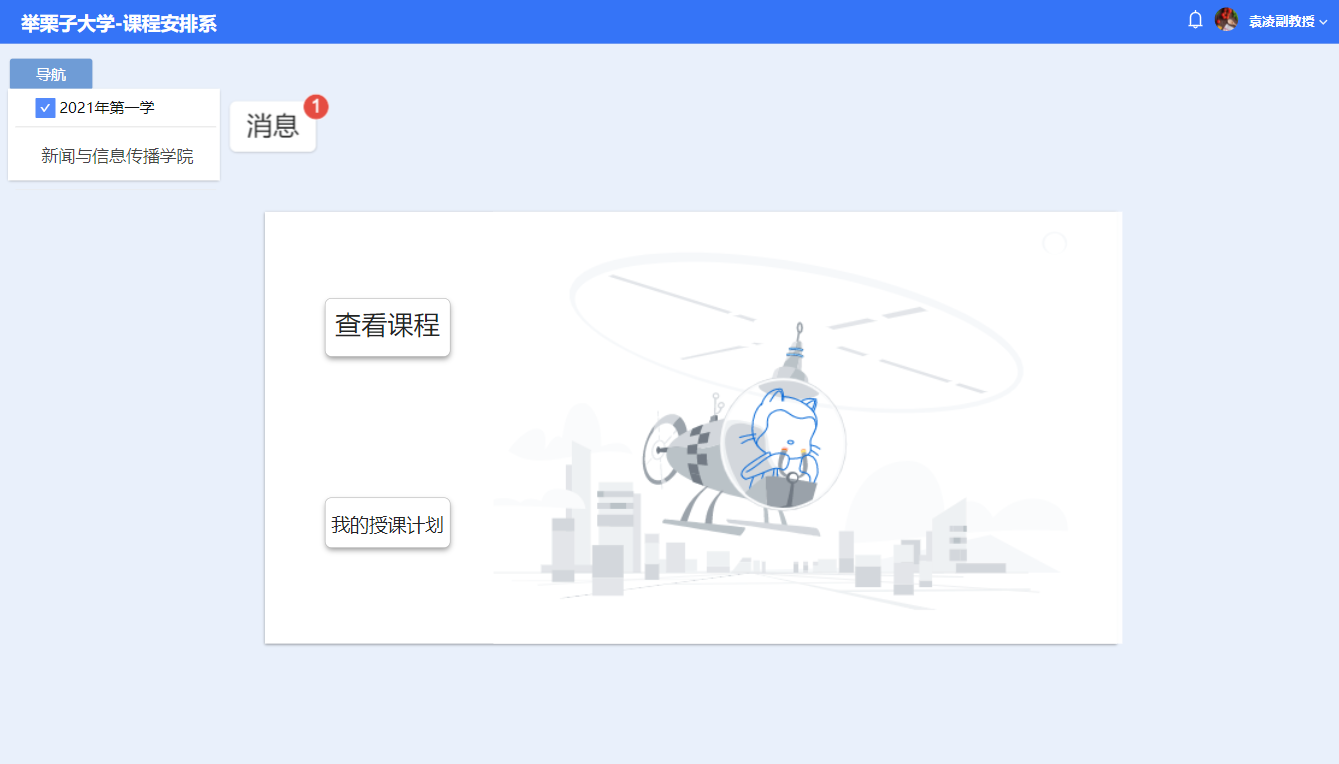 举栗子大学-课程安排系
袁凌副教授
导航
2021年第一学
新闻与信息传播学院
消息
1
查看课程
我的授课计划